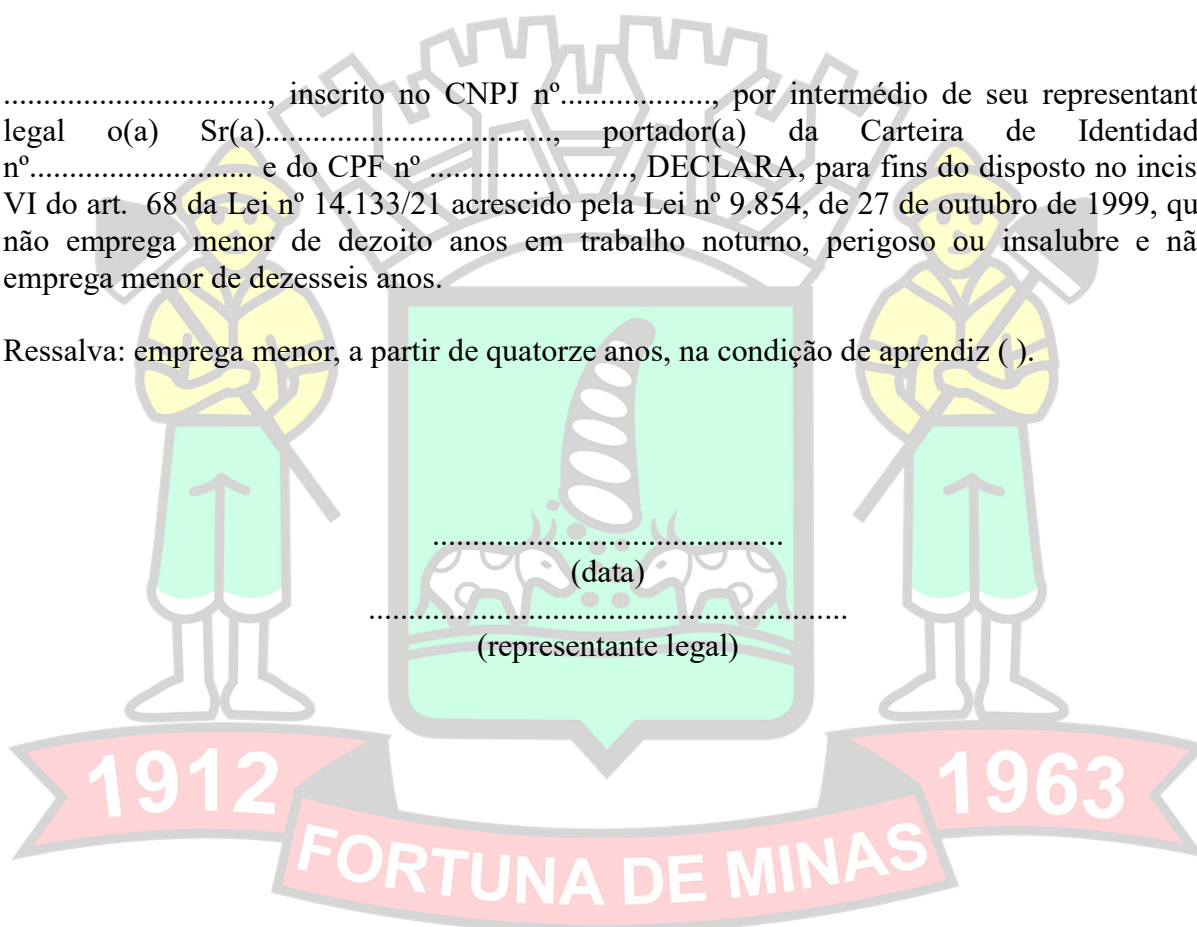 ................................., inscrito no CNPJ nº..................., por intermédio de seu representant
legal o(a) Sr(a)...................................., portador(a) da Carteira de Identidad
nº............................ e do CPF nº ........................., DECLARA, para fins do disposto no incis
VI do art. 68 da Lei nº 14.133/21 acrescido pela Lei nº 9.854, de 27 de outubro de 1999, qu
não emprega menor de dezoito anos em trabalho noturno, perigoso ou insalubre e nã
emprega menor de dezesseis anos.
Ressalva: emprega menor, a partir de quatorze anos, na condição de aprendiz ( ).
............................................
(data)
............................................................
(representante legal)
1912
1963
FORTUNA DE MINAS